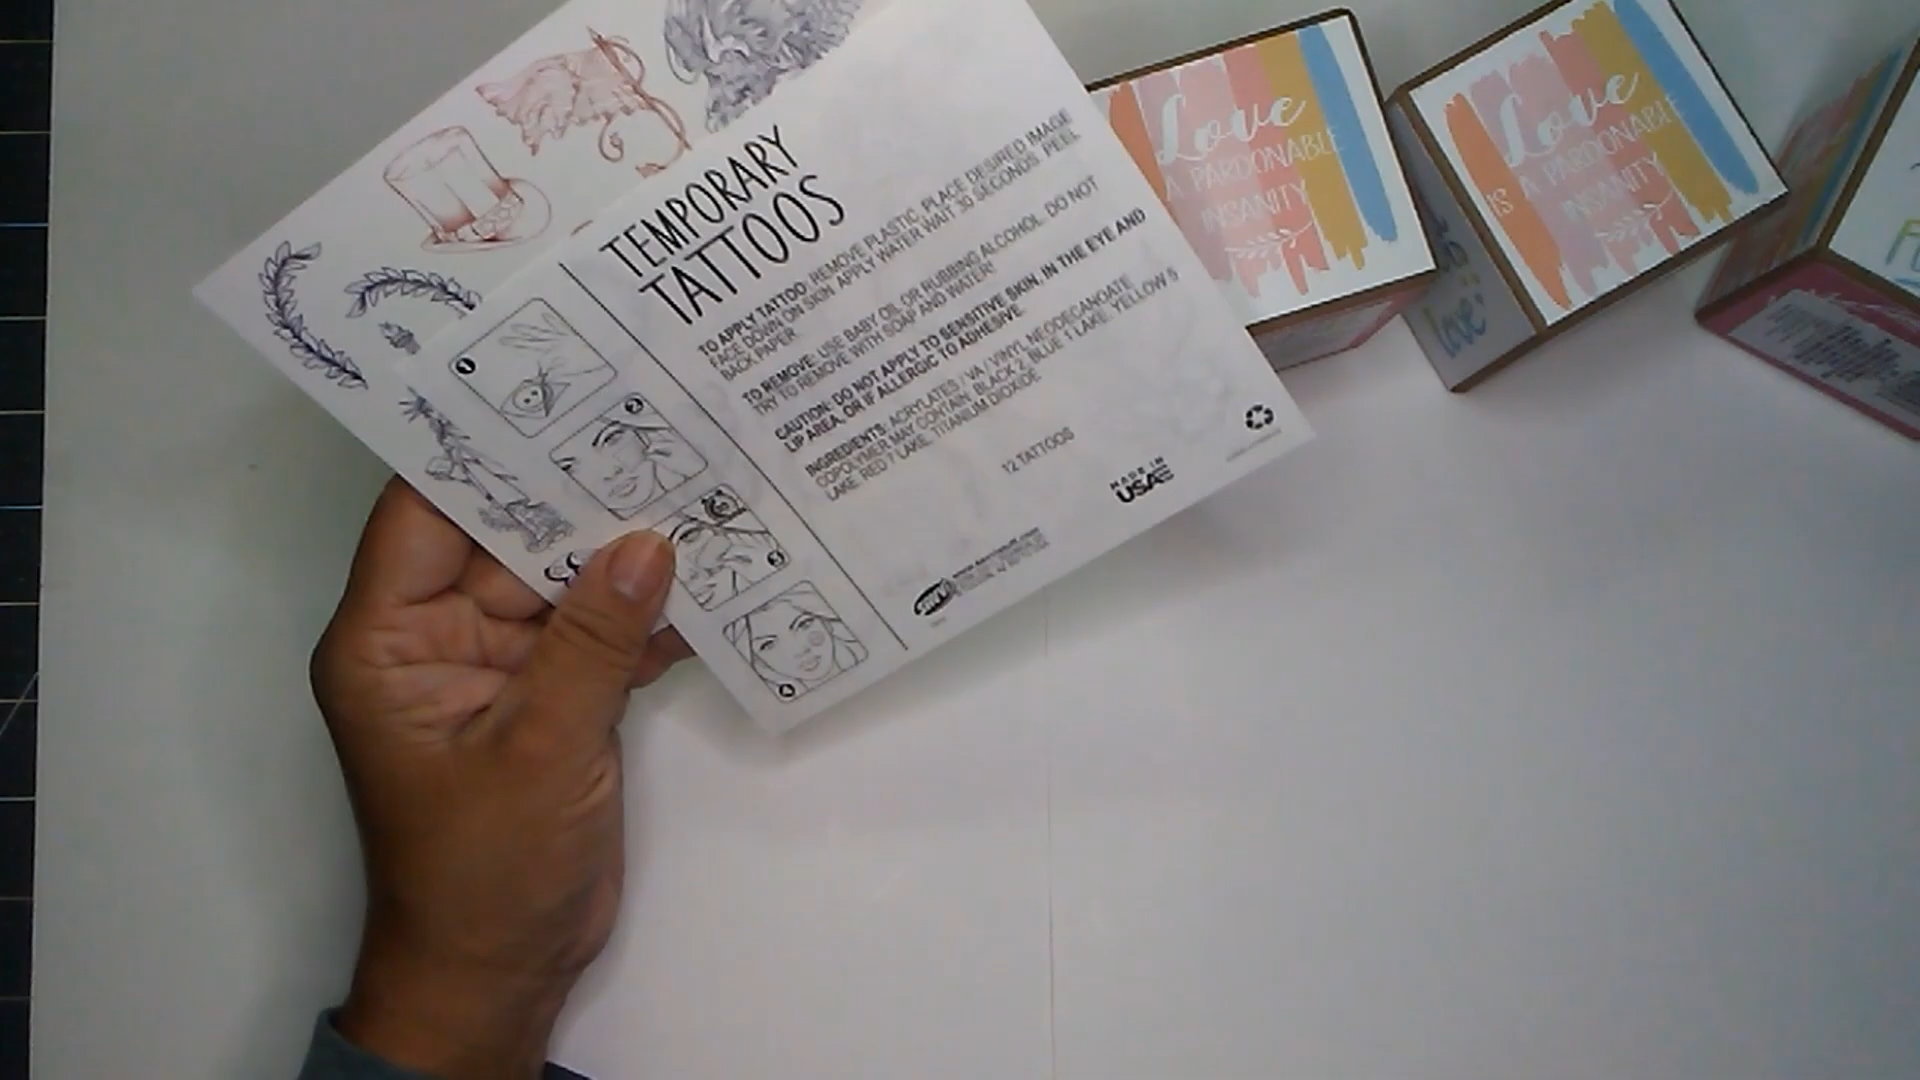 TEMPORARY
TATTOOS
TO APPLY TATTOO: REMOVE PLASTIC, PLACE DESIRED IMAGE
FACE DOWN ON SKIN. APPLY WATER WAIT 30 SECONDS PEEL
BACK PAPER
TO REMOVE: USE BABY OIL OR RUBBING ALCOHOL. DO NOT
TRY TO REMOVE WITH SOAP AND WATER!
CAUTION: DO NOT APPLY TO SENSITIVE SKIN, IN THE EYE AND
LIP AREA, OR IF ALLERGIC TO ADHESIVE.
INGREDIENTS: ACRYLATES / VA / VINYL NEODECANOATE
COPOLYMER MAY CONTAIN, BLACK 2, BLUE 1 LAKE, YELLOW 5
LAKE, RED 7 LAKE, TITANIUM DIOXIDE
12 TATTOOS
MADE IN
USA
1
2
3
4
Love
A PARDONABLE
INSANITY
Love
IS A PARDONABLE
INSANITY
love